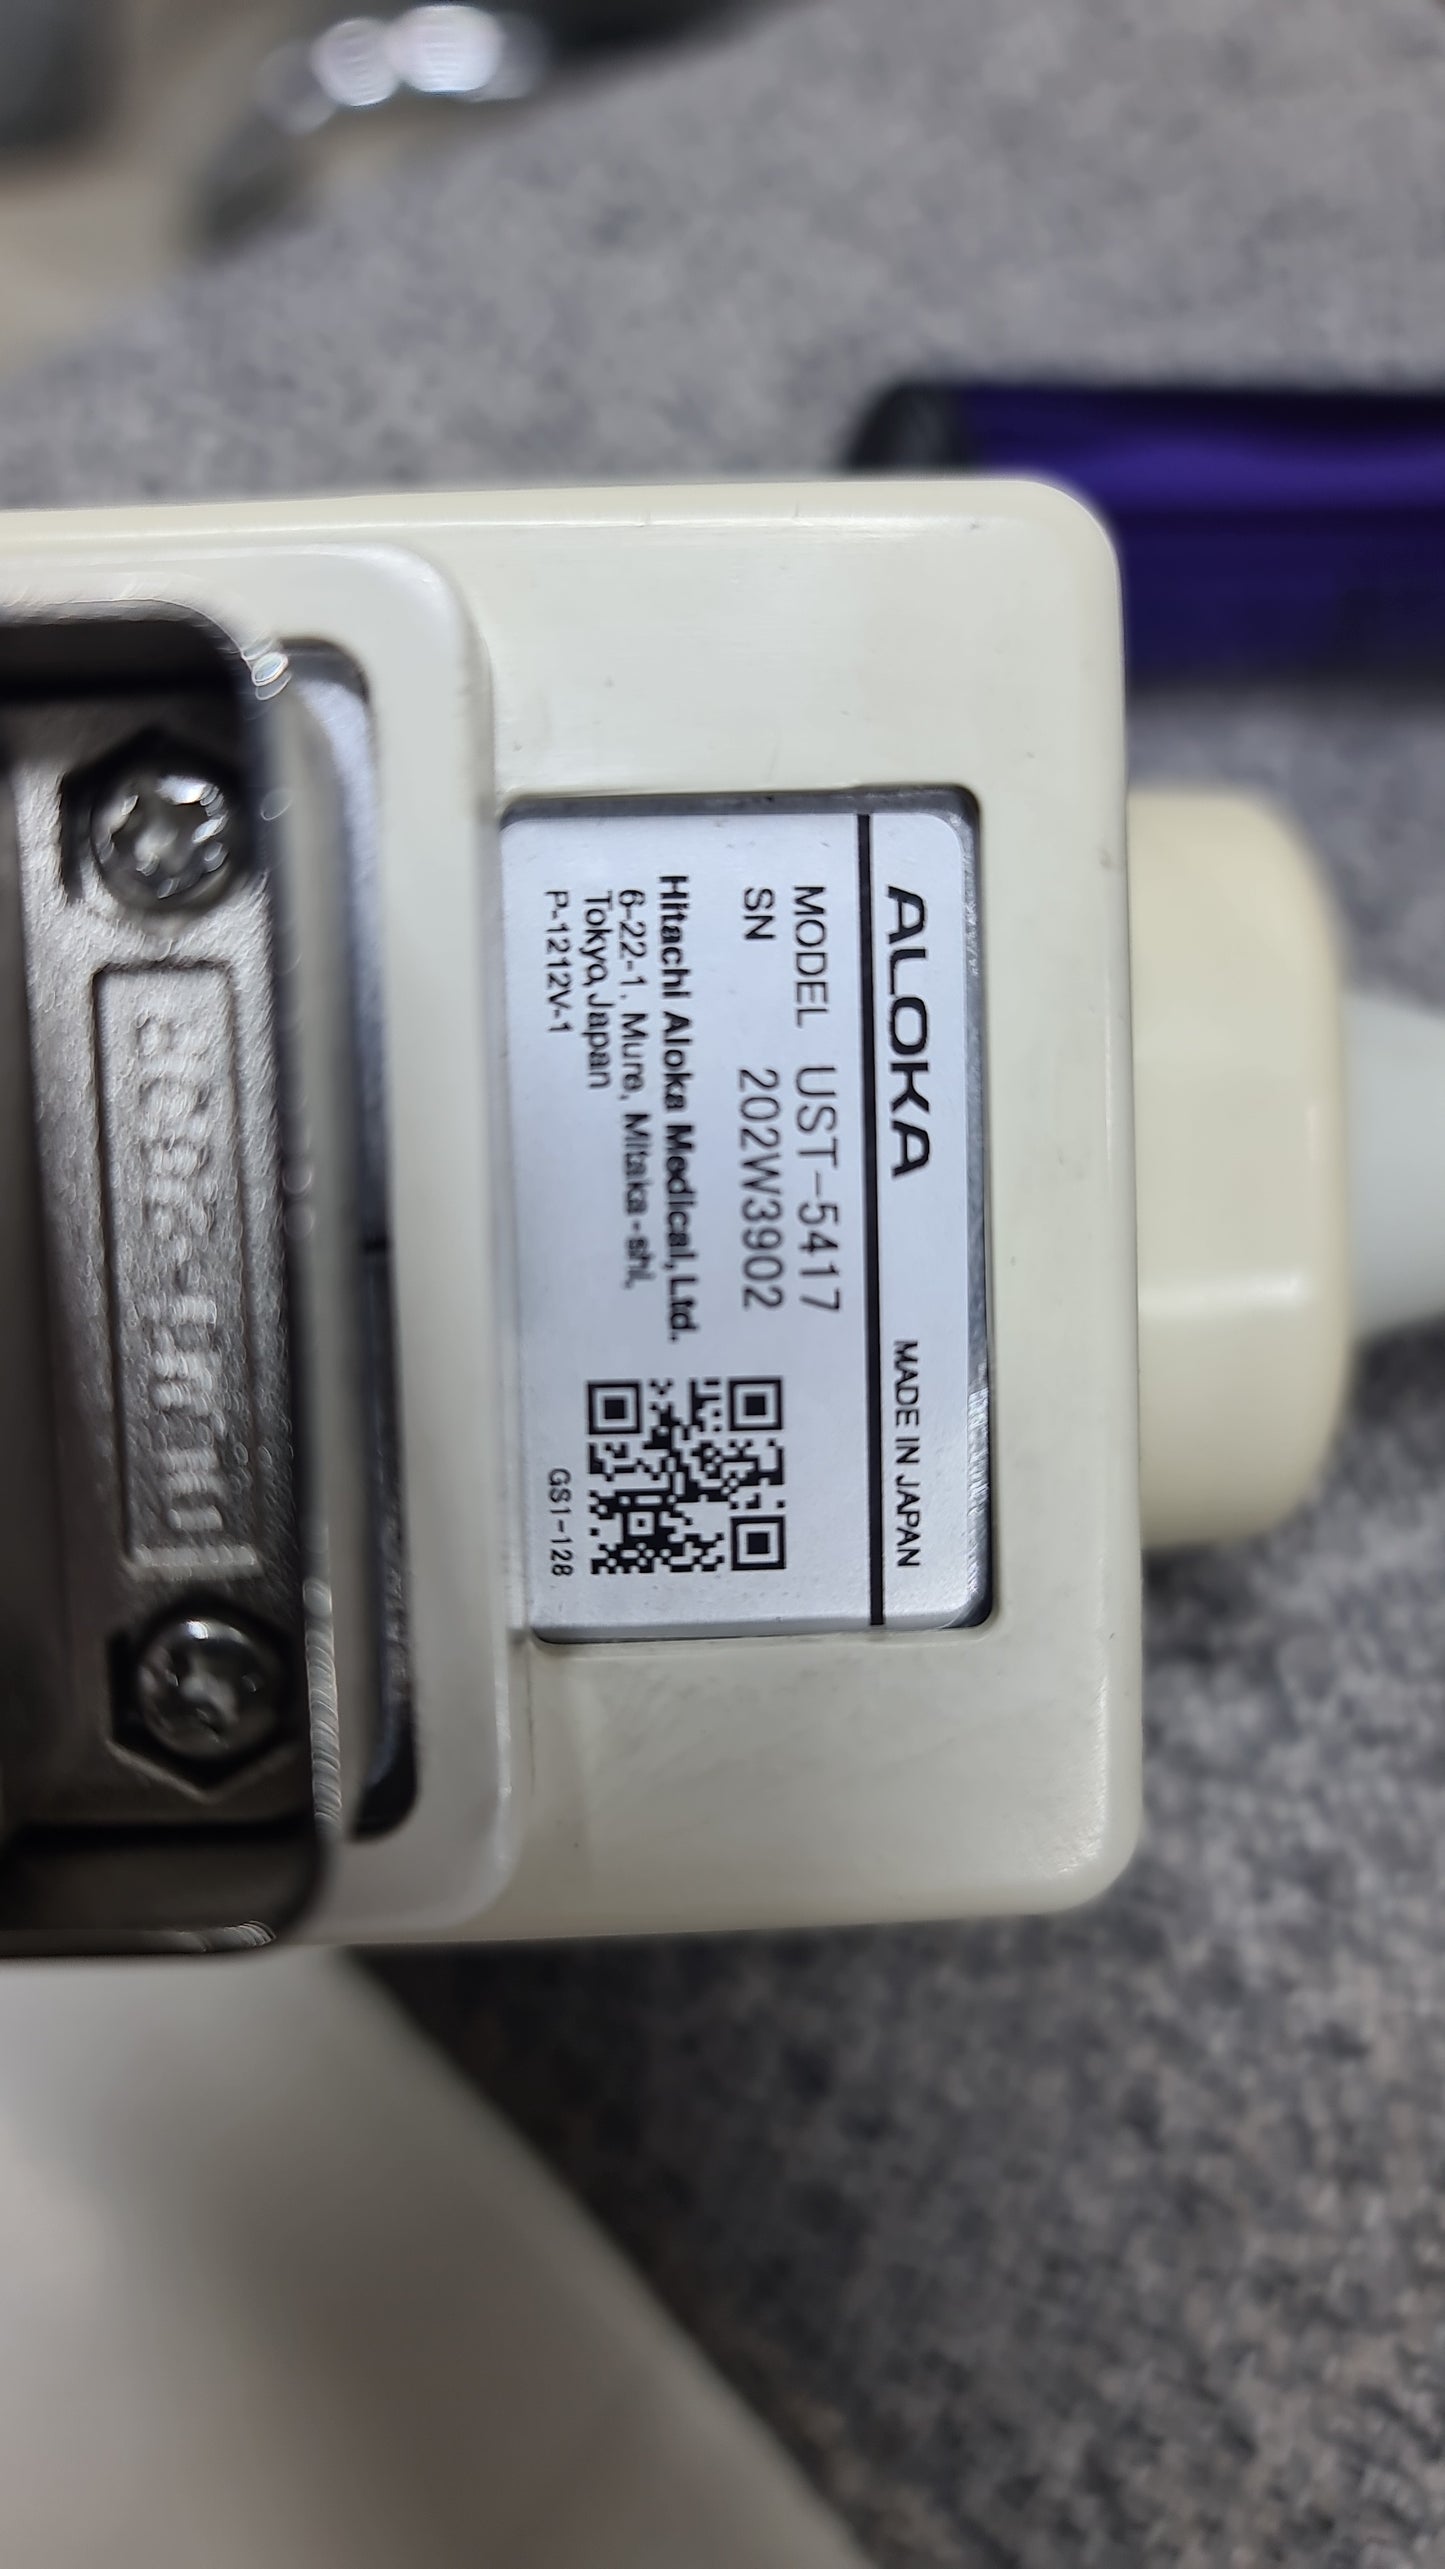 ALOKA MADE IN JAPAN
MODEL UST-5417
SN 202W3902
Hitachi Aloka Medical, Ltd.
6-22-1, Mure, Mitaka-shi,
Tokyo, Japan
P-1212V-1
GS1-128